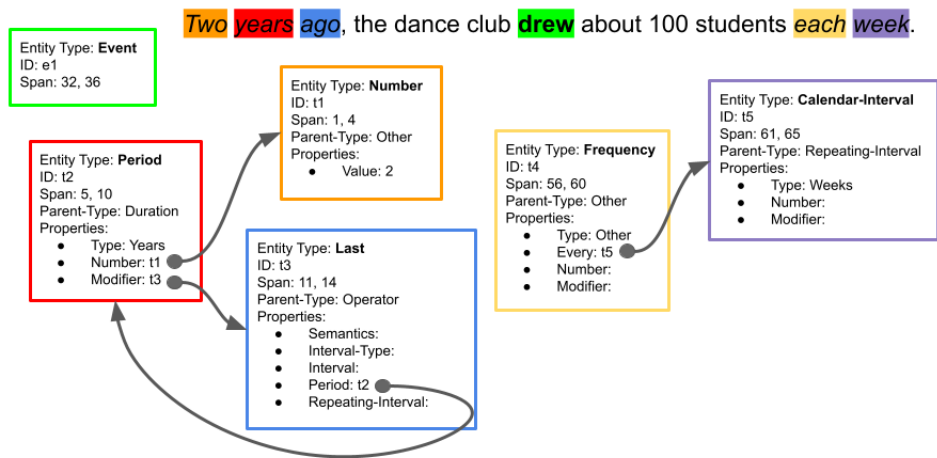 Two years ago, the dance club drew about 100 students each week.
Entity Type: Event
ID: e1
Span: 32, 36
Entity Type: Period
ID: t2
Span: 5, 10
Parent-Type: Duration
Properties:
● Type: Years
● Number: t1
● Modifier: t3
Entity Type: Number
ID: t1
Span: 1, 4
Parent-Type: Other
Properties:
● Value: 2
Entity Type: Last
ID: t3
Span: 11, 14
Parent-Type: Operator
Properties:
● Semantics:
● Interval-Type:
● Interval:
● Period: t2
● Repeating-Interval:
Entity Type: Frequency
ID: t4
Span: 56, 60
Parent-Type: Other
Properties:
● Type: Other
● Every: t5
● Number:
● Modifier:
Entity Type: Calendar-Interval
ID: t5
Span: 61, 65
Parent-Type: Repeating-Interval
Properties:
● Type: Weeks
● Number:
● Modifier: